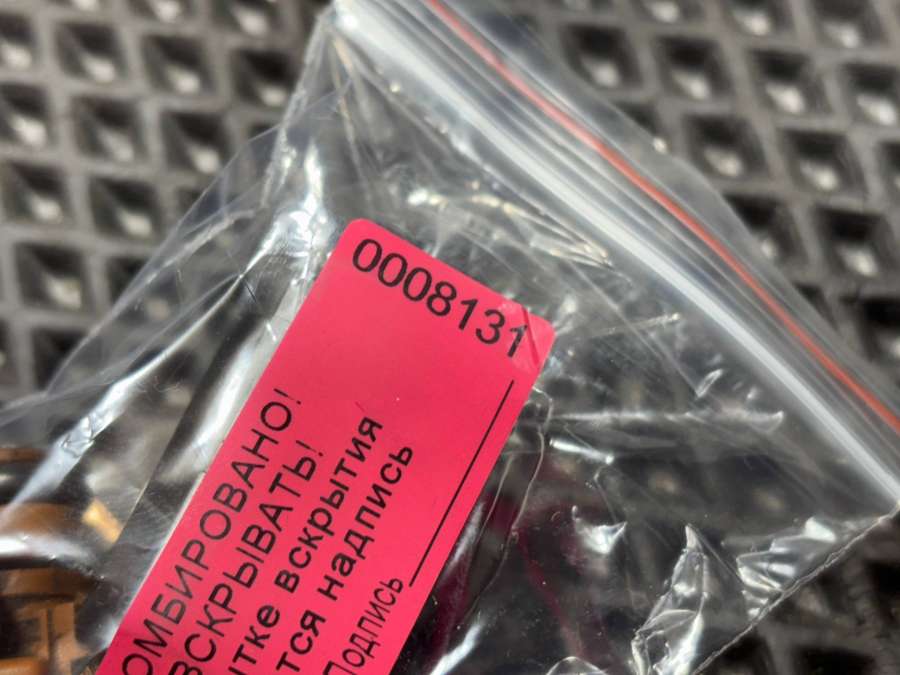 0008131
ОМБИРОВАНО!
ВСКРЫВАТЬ!
ытке вскрытия
тся надпись
Подпись